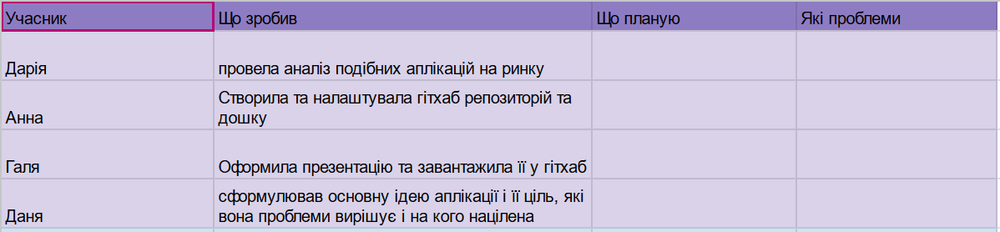 Учасник Що зробив Що планую Які проблеми
Дарія провела аналіз подібних аплікацій на ринку
Створила та налаштувала гітхаб репозиторій та
Анна дошку
Галя Оформила презентацію та завантажила її у гітхаб
сформулював основну ідею аплікації і її ціль, які
Даня вона проблеми вирішує і на кого націлена